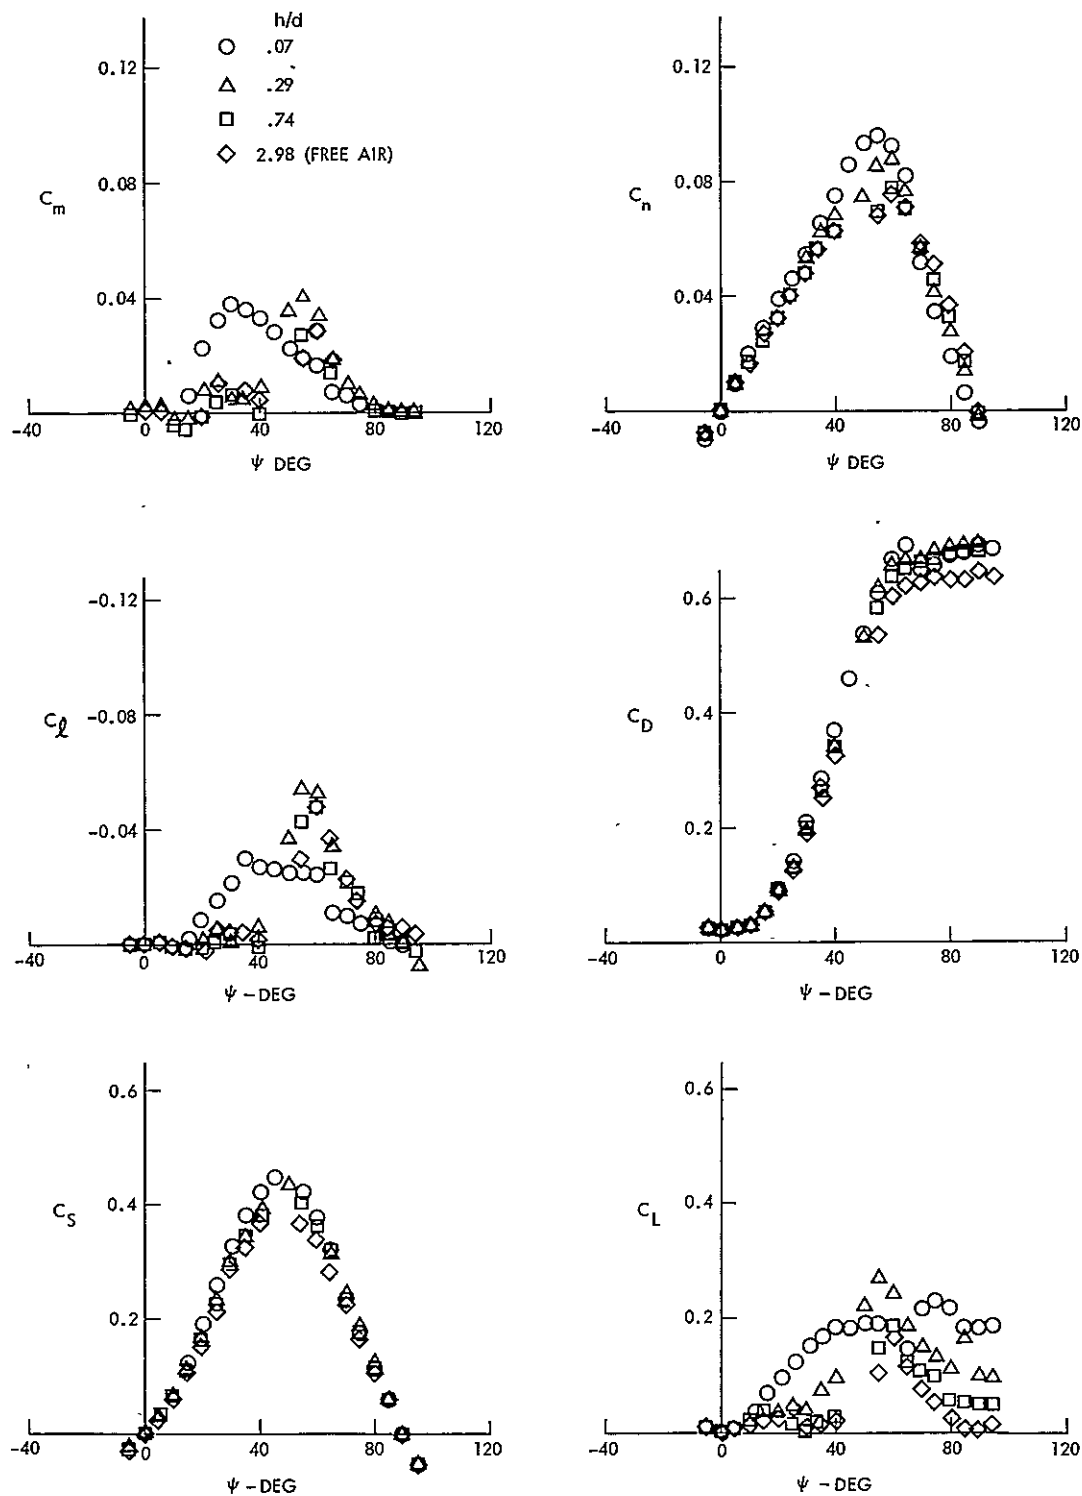 h/d
.07
.29
.74
2.98 (FREE AIR)
0.12
0.08
C_m
0.04
-40 0 40 80 120
ψ DEG
0.12
0.08
C_n
0.04
-40 0 40 80 120
ψ DEG
-0.12
C_ℓ -0.08
-0.04
-40 0 40 80 120
ψ - DEG
0.6
0.4
C_D
0.2
-40 0 40 80 120
ψ - DEG
0.6
0.4
C_S
0.2
-40 0 40 80 120
ψ - DEG
0.6
0.4
C_L
0.2
-40 0 40 80 120
ψ - DEG